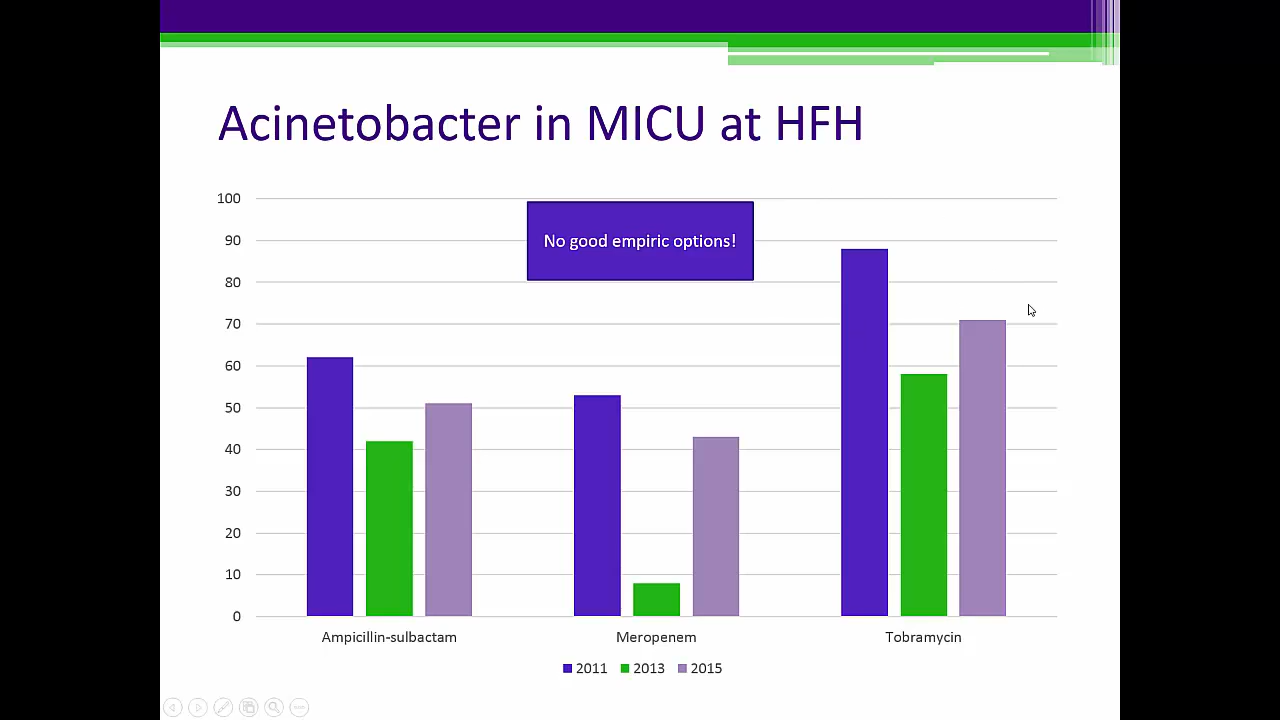 Acinetobacter in MICU at HFH
No good empiric options!
100
90
80
70
60
50
40
30
20
10
0
Ampicillin-sulbactam Meropenem Tobramycin
2011 2013 2015